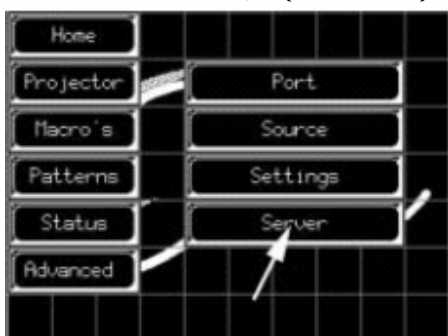 Home
Projector
Macro's
Patterns
Status
Advanced
Port
Source
Settings
Server